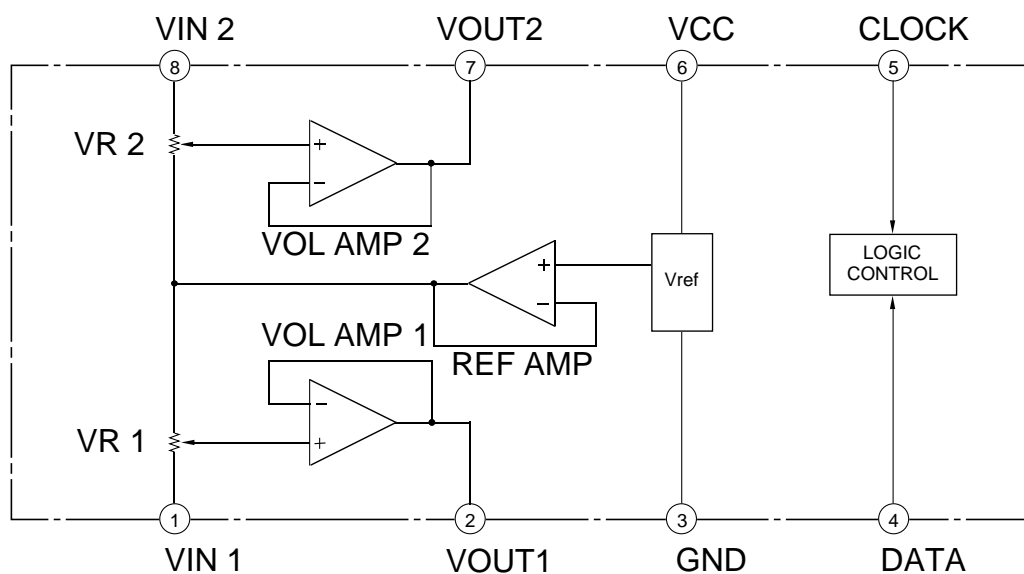 VIN 2 VOUT2 VCC CLOCK
8 7 6 5
VR 2
+
−
VOL AMP 2
LOGIC
CONTROL
+
−
Vref
VOL AMP 1
REF AMP
−
+
VR 1
1 2 3 4
VIN 1 VOUT1 GND DATA